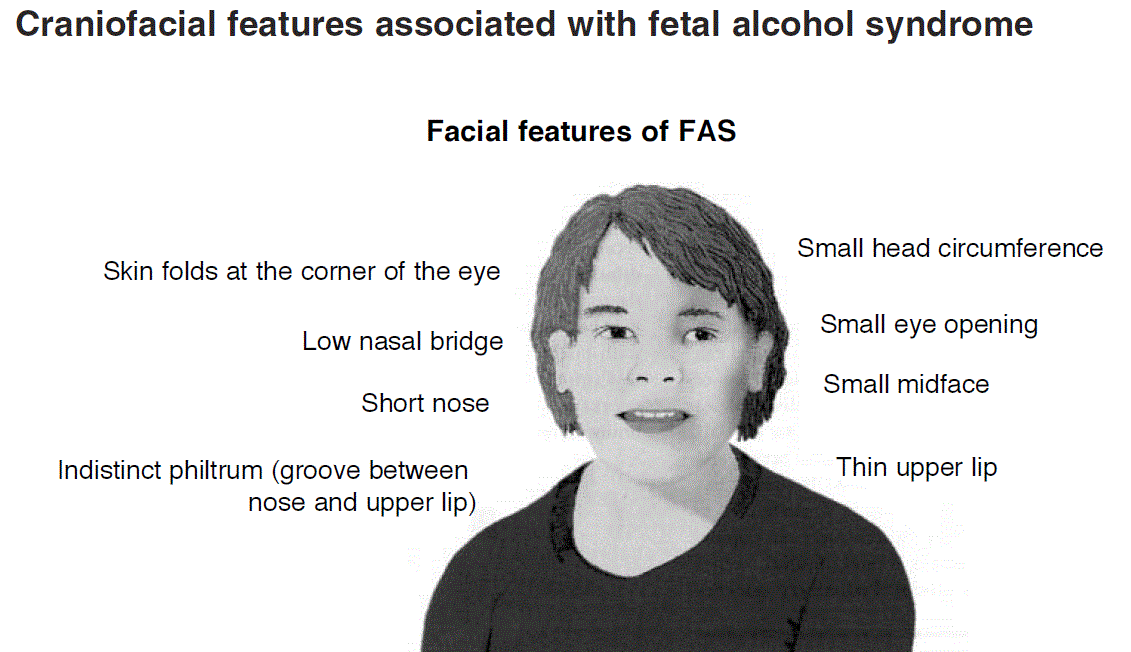 Craniofacial features associated with fetal alcohol syndrome
Facial features of FAS
Skin folds at the corner of the eye
Low nasal bridge
Short nose
Indistinct philtrum (groove between
nose and upper lip)
Small head circumference
Small eye opening
Small midface
Thin upper lip